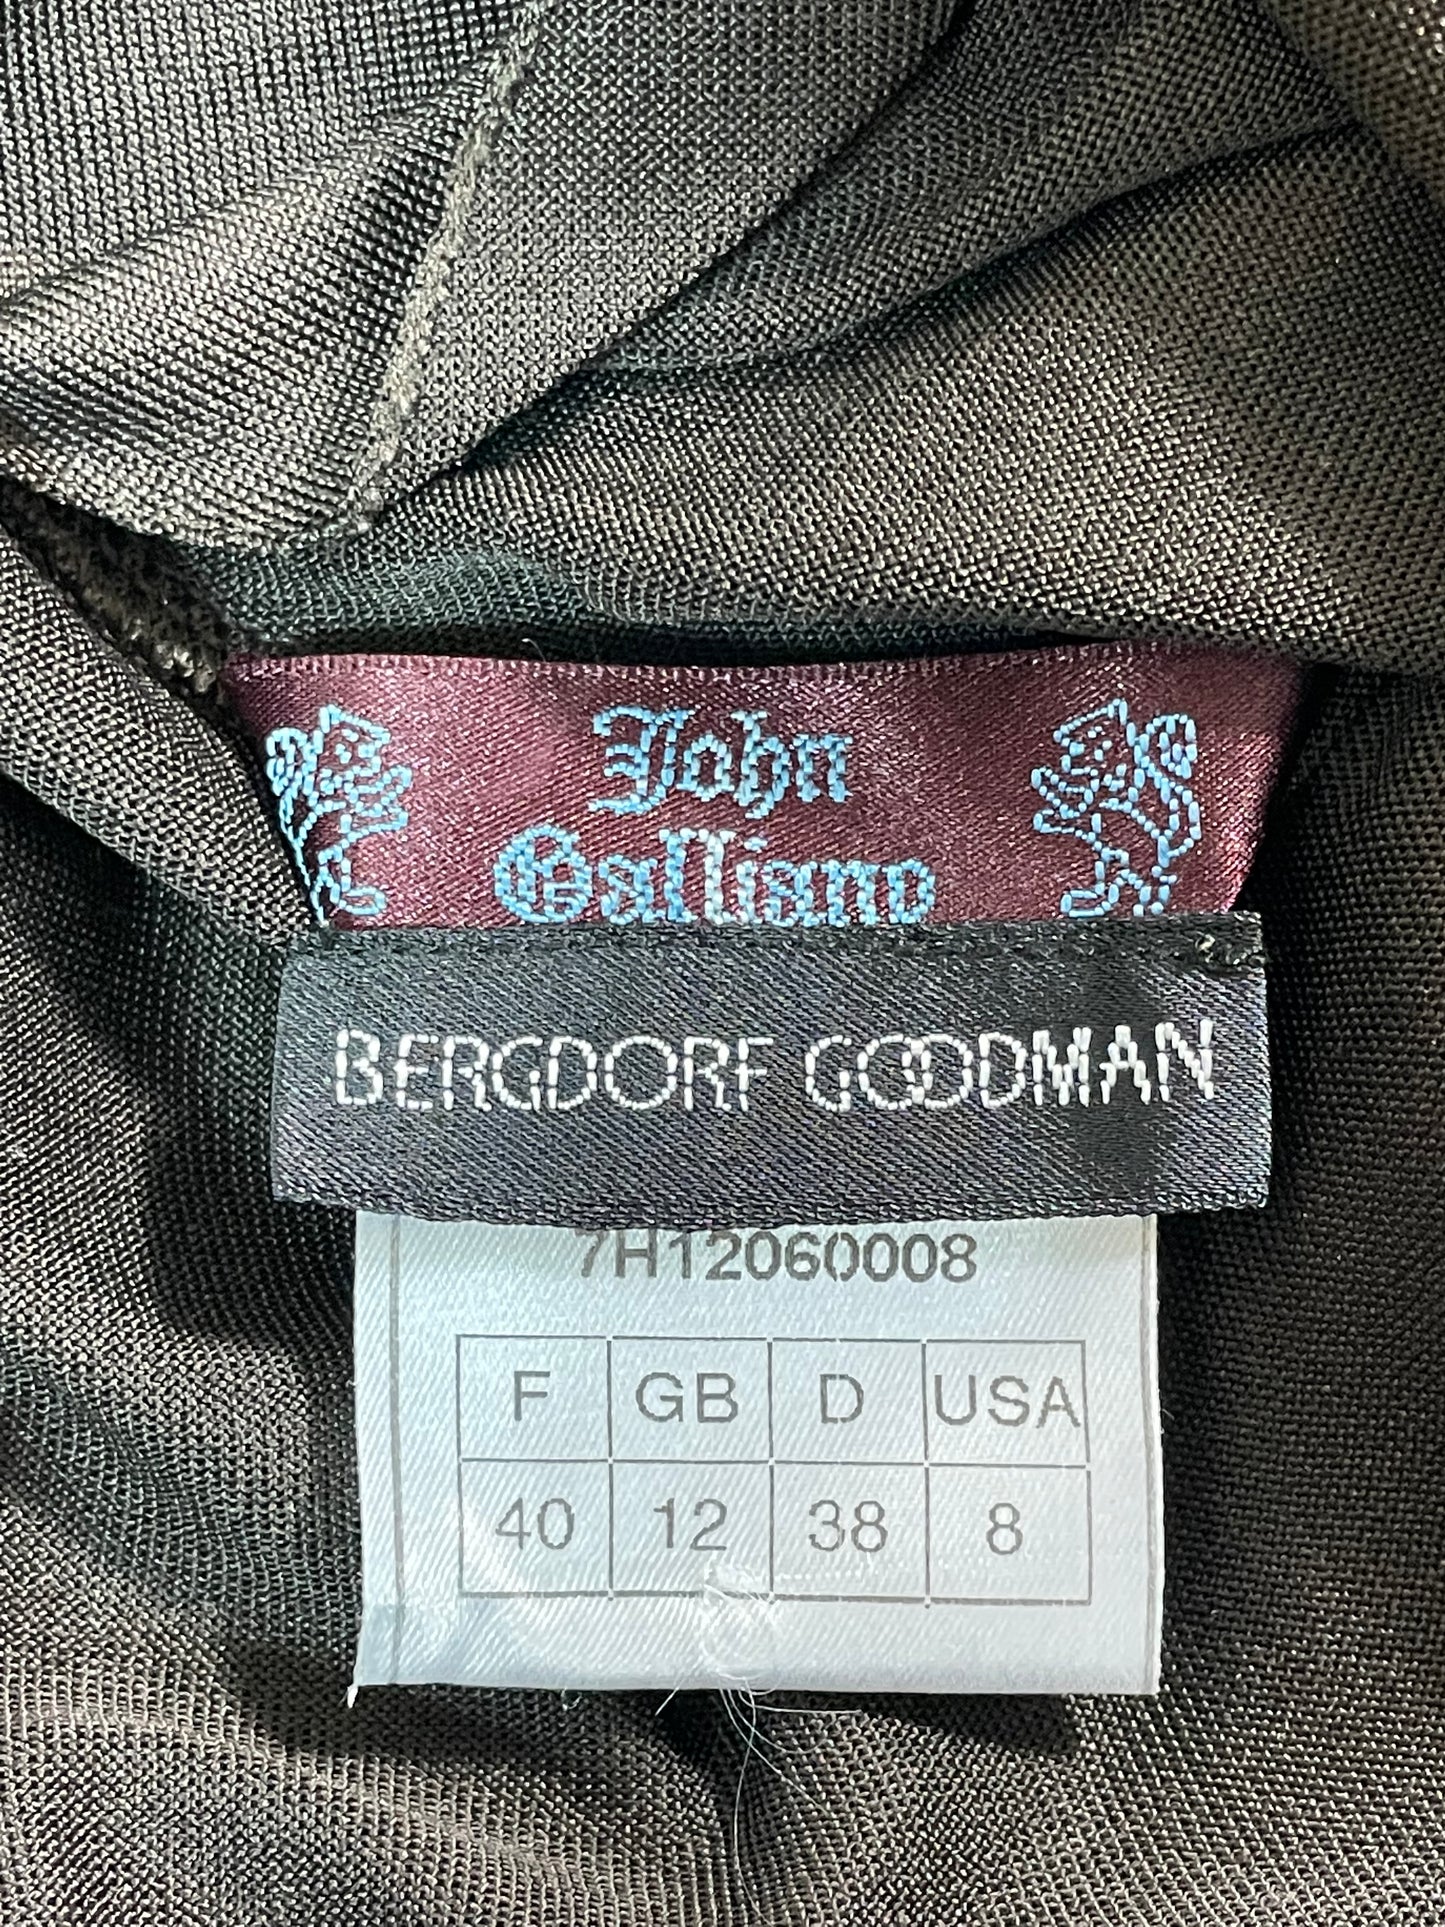 John
Galliano
BERGDORF GOODMAN
7H12060008
F GB D USA
40 12 38 8